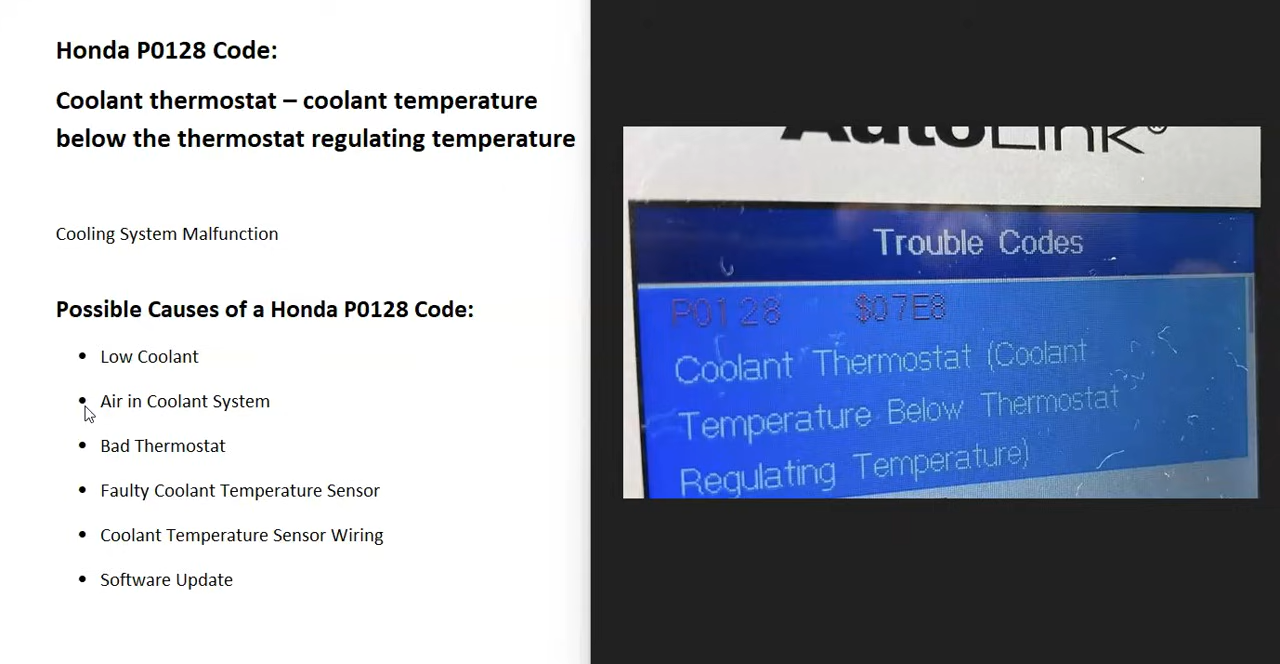 Honda P0128 Code:
Coolant thermostat – coolant temperature
below the thermostat regulating temperature
Cooling System Malfunction
Possible Causes of a Honda P0128 Code:
• Low Coolant
• Air in Coolant System
• Bad Thermostat
• Faulty Coolant Temperature Sensor
• Coolant Temperature Sensor Wiring
• Software Update
AutoLink®
Trouble Codes
P0128 $07E8
Coolant Thermostat (Coolant
Temperature Below Thermostat
Regulating Temperature)